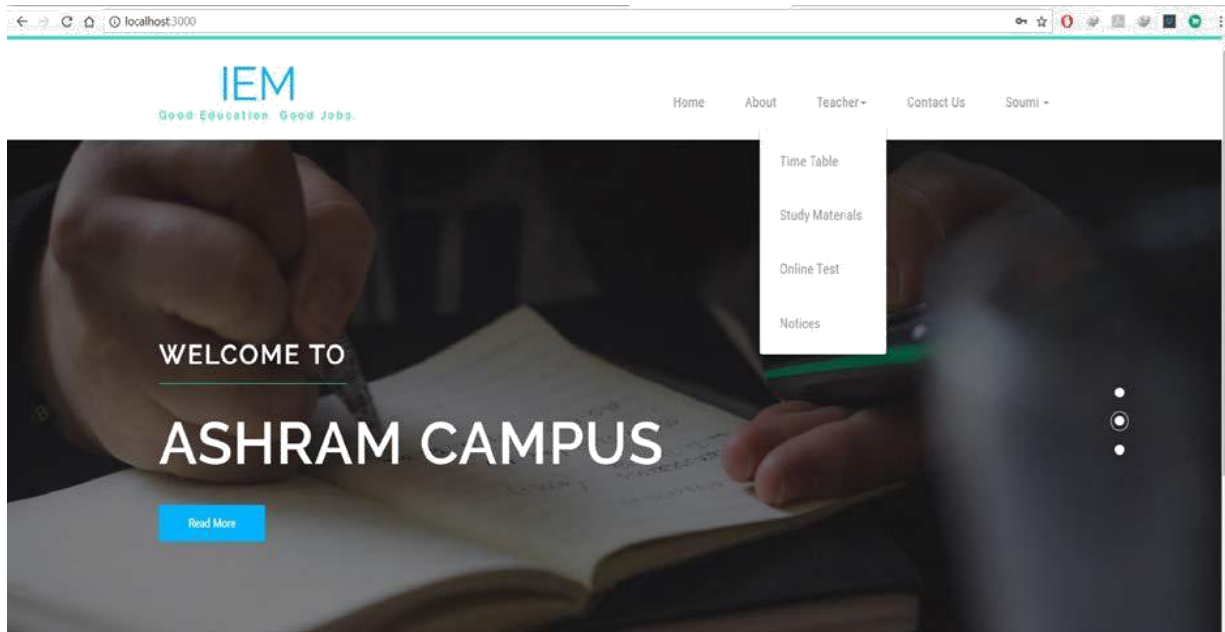 localhost:3000
IEM
Good Education. Good Jobs.
Home About Teacher Contact Us Soumi
Time Table
Study Materials
Online Test
Notices
WELCOME TO
ASHRAM CAMPUS
Read More